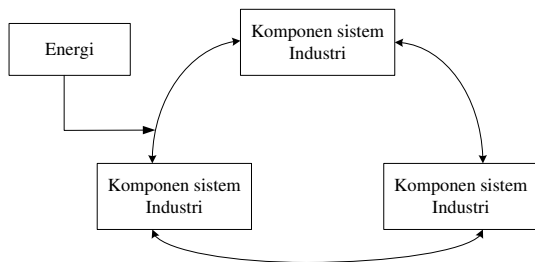 Energi
Komponen sistem
Industri
Komponen sistem
Industri
Komponen sistem
Industri